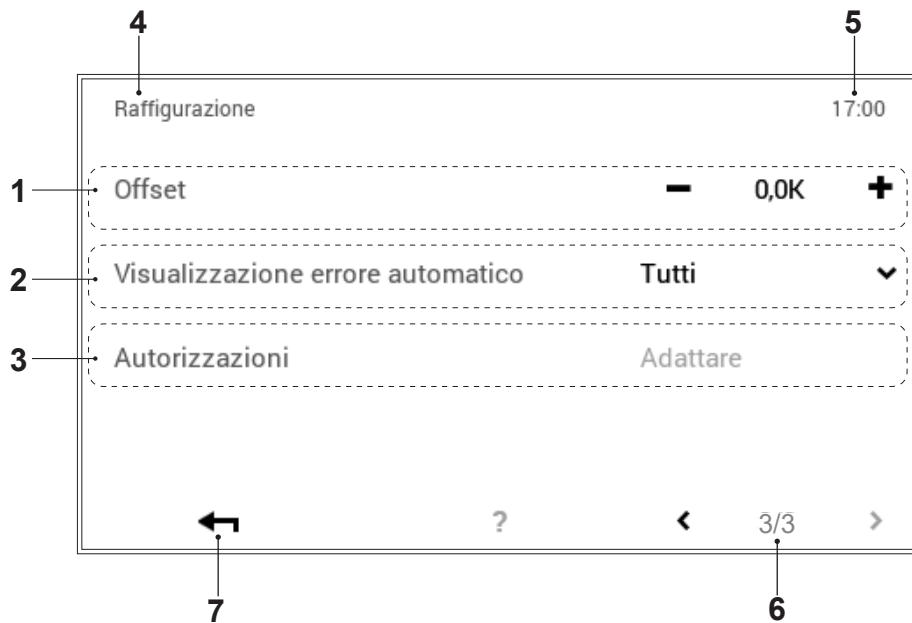 4 5
Raffigurazione 17:00
1 Offset − 0,0K +
2 Visualizzazione errore automatico Tutti
3 Autorizzazioni Adattare
? < 3/3 >
7 6